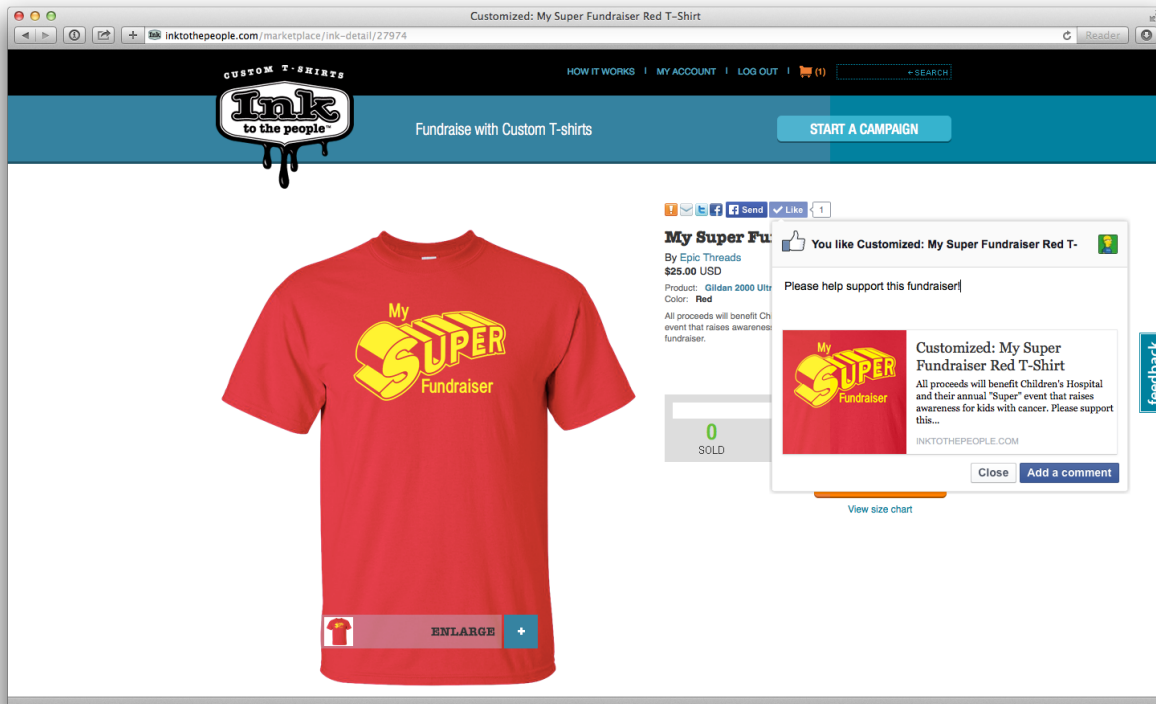 Customized: My Super Fundraiser Red T-Shirt
inktothepeople.com/marketplace/ink-detail/27974
Reader
HOW IT WORKS | MY ACCOUNT | LOG OUT | (1) SEARCH
CUSTOM T-SHIRTS
Ink
to the people™
Fundraise with Custom T-shirts
START A CAMPAIGN
Send Like 1
My Super Fu
By Epic Threads
$25.00 USD
Product: Gildan 2000 Ultr
Color: Red
All proceeds will benefit Ch
event that raises awareness
fundraiser.
0
SOLD
View size chart
You like Customized: My Super Fundraiser Red T-
Please help support this fundraiser!
My
SUPER
Fundraiser
Customized: My Super
Fundraiser Red T-Shirt
All proceeds will benefit Children's Hospital
and their annual "Super" event that raises
awareness for kids with cancer. Please support
this...
INKTOTHEPEOPLE.COM
Close Add a comment
feedback
My
SUPER
Fundraiser
ENLARGE +